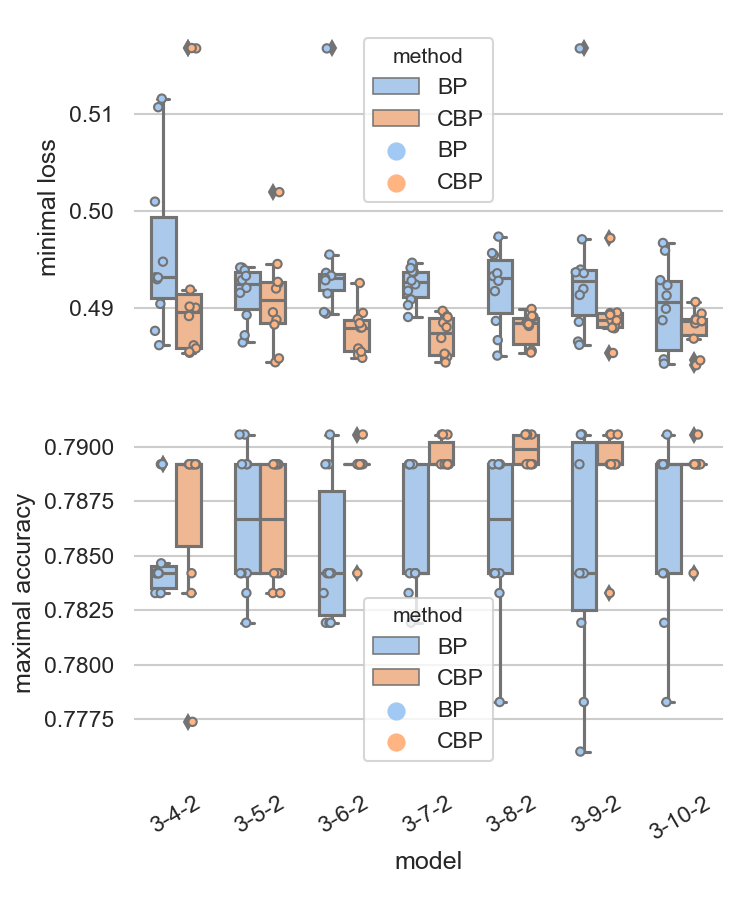 method
BP
CBP
BP
CBP
0.51
0.50
0.49
minimal loss
0.7900
0.7875
0.7850
0.7825
0.7800
0.7775
maximal accuracy
method
BP
CBP
BP
CBP
3-4-2
3-5-2
3-6-2
3-7-2
3-8-2
3-9-2
3-10-2
model